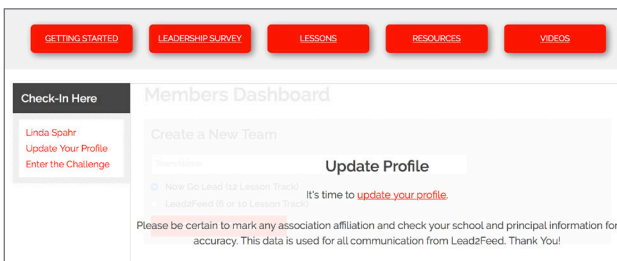 GETTING STARTED
LEADERSHIP SURVEY
LESSONS
RESOURCES
VIDEOS
Check-In Here
Linda Spahr
Update Your Profile
Enter the Challenge
Members Dashboard
Create a New Team
Now Go Lead (12 Lesson Track)
Lead2Feed (6 or 10 Lesson Track)
Update Profile
It's time to update your profile.
Please be certain to mark any association affiliation and check your school and principal information for
accuracy. This data is used for all communication from Lead2Feed. Thank You!